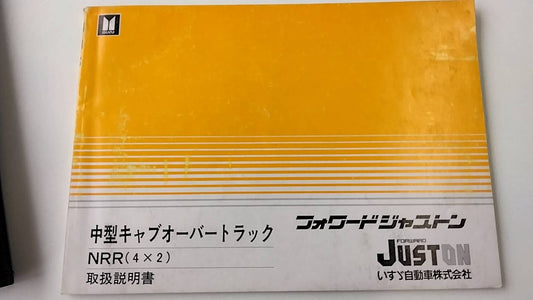 ISUZU
中型キャブオーバートラック
NRR(4×2)
取扱説明書
フォワードジャストン
FORWARD
JUSTON
いすゞ自動車株式会社